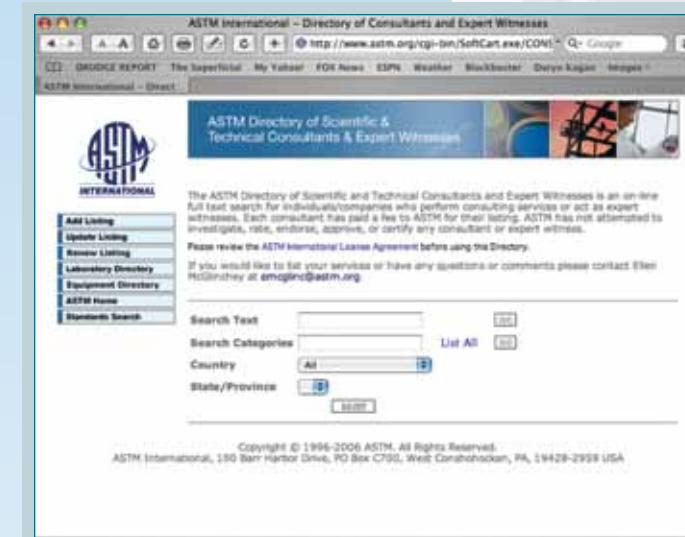 ASTM International – Directory of Consultants and Expert Witnesses
A A + http://www.astm.org/cgi-bin/SoftCart.exe/CONS Q- Google
DRUDGE REPORT The Superficial My Yahoo! FOX News ESPN Weather Blockbuster Daryn Kagan Images
ASTM International – Direct...
ASTM
INTERNATIONAL
ASTM Directory of Scientific &
Technical Consultants & Expert Witnesses
The ASTM Directory of Scientific and Technical Consultants and Expert Witnesses is an on-line
full text search for individuals/companies who perform consulting services or act as expert
witnesses. Each consultant has paid a fee to ASTM for their listing. ASTM has not attempted to
investigate, rate, endorse, approve, or certify any consultant or expert witness.
Please review the ASTM International License Agreement before using the Directory.
If you would like to list your services or have any questions or comments please contact Ellen
McGlinchey at emcglinc@astm.org.
Add Listing
Update Listing
Renew Listing
Laboratory Directory
Equipment Directory
ASTM Home
Standards Search
Search Text
Search Categories List All
Country All
State/Province
Copyright © 1996-2006 ASTM. All Rights Reserved.
ASTM International, 100 Barr Harbor Drive, PO Box C700, West Conshohocken, PA, 19428-2959 USA